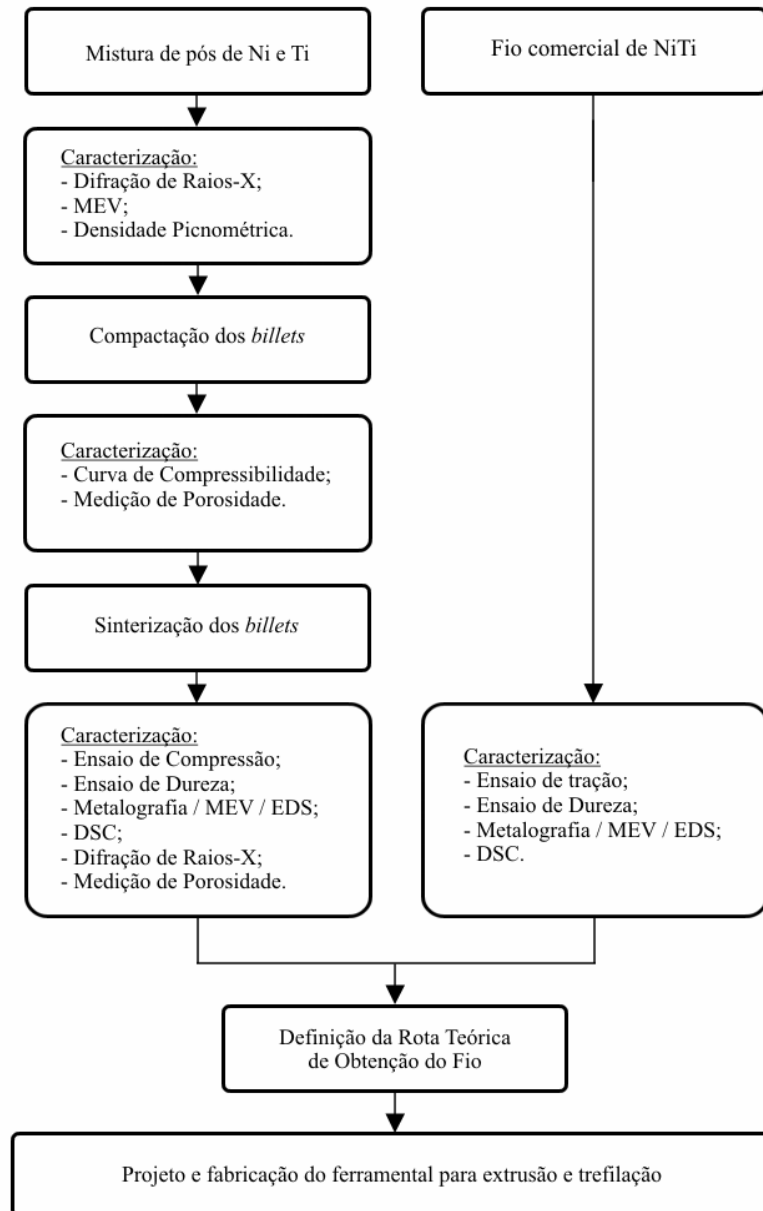 Mistura de pós de Ni e Ti
Fio comercial de NiTi
Caracterização:
- Difração de Raios-X;
- MEV;
- Densidade Picnométrica.
Compactação dos billets
Caracterização:
- Curva de Compressibilidade;
- Medição de Porosidade.
Sinterização dos billets
Caracterização:
- Ensaio de Compressão;
- Ensaio de Dureza;
- Metalografia / MEV / EDS;
- DSC;
- Difração de Raios-X;
- Medição de Porosidade.
Caracterização:
- Ensaio de tração;
- Ensaio de Dureza;
- Metalografia / MEV / EDS;
- DSC.
Definição da Rota Teórica
de Obtenção do Fio
Projeto e fabricação do ferramental para extrusão e trefilação